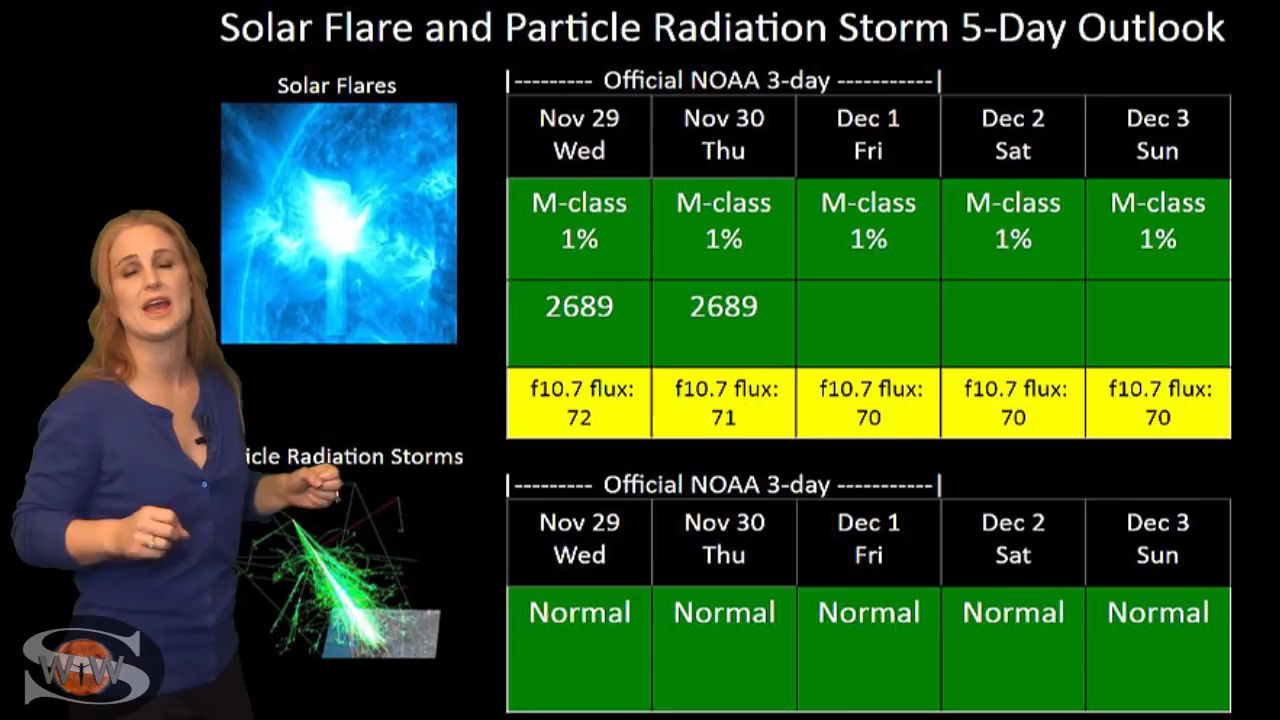 Solar Flare and Particle Radiation Storm 5-Day Outlook
Solar Flares
|--------- Official NOAA 3-day -----------|
Nov 29 Nov 30 Dec 1 Dec 2 Dec 3
Wed Thu Fri Sat Sun
M-class M-class M-class M-class M-class
1% 1% 1% 1% 1%
2689 2689
f10.7 flux: f10.7 flux: f10.7 flux: f10.7 flux: f10.7 flux:
72 71 70 70 70
icle Radiation Storms
|--------- Official NOAA 3-day -----------|
Nov 29 Nov 30 Dec 1 Dec 2 Dec 3
Wed Thu Fri Sat Sun
Normal Normal Normal Normal Normal
S
WiW